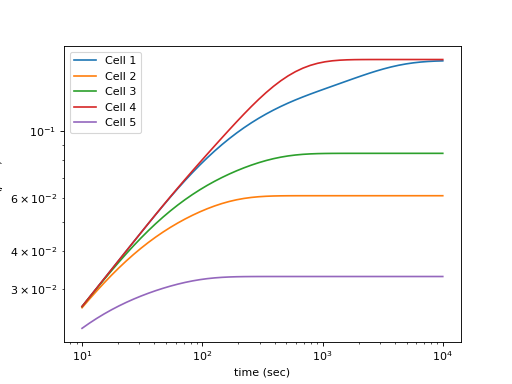 Cell 1
Cell 2
Cell 3
Cell 4
Cell 5
10⁻¹
6 × 10⁻²
4 × 10⁻²
3 × 10⁻²
10¹
10²
10³
10⁴
time (sec)